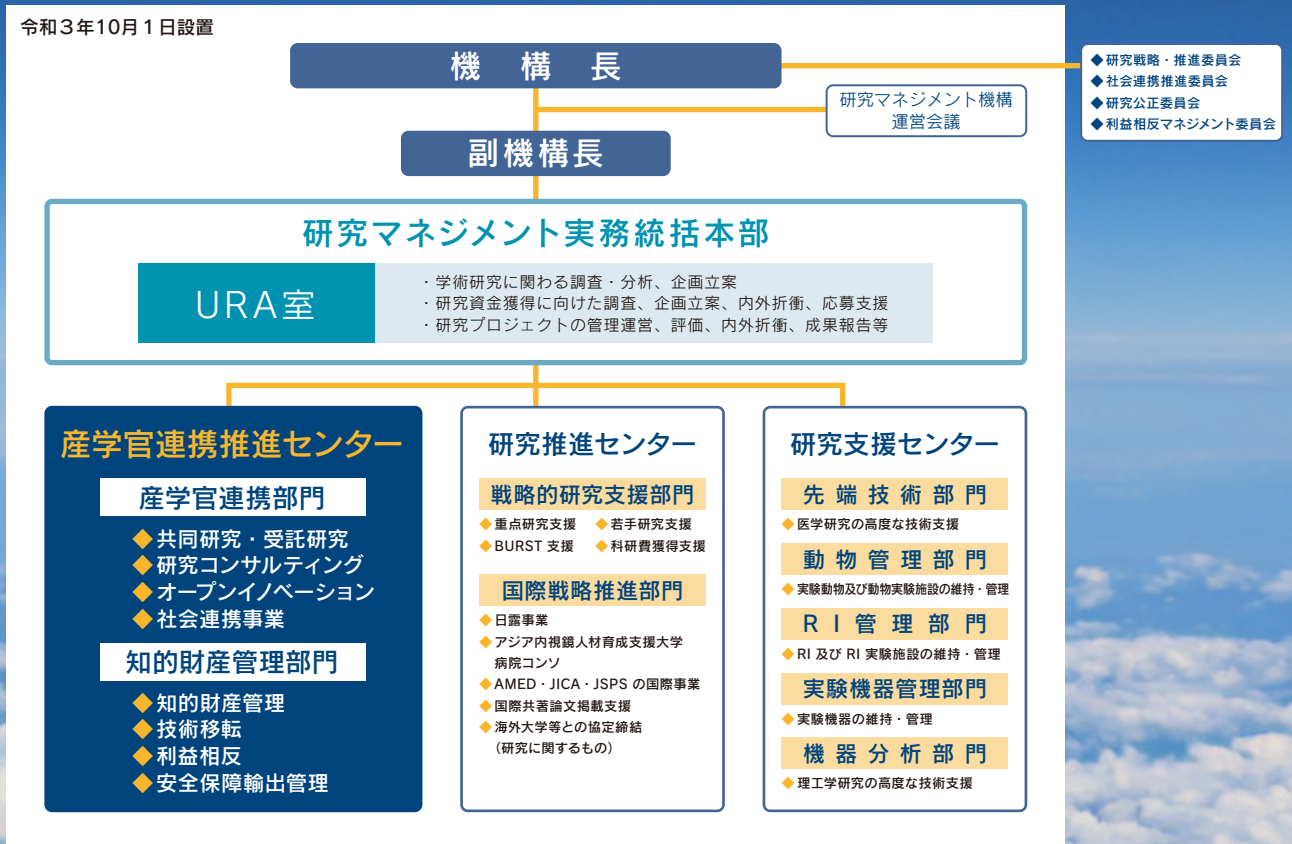 令和3年10月1日設置
機構長
◆研究戦略・推進委員会
◆社会連携推進委員会
◆研究公正委員会
◆利益相反マネジメント委員会
研究マネジメント機構
運営会議
副機構長
研究マネジメント実務統括本部
URA室
・学術研究に関わる調査・分析、企画立案
・研究資金獲得に向けた調査、企画立案、内外折衝、応募支援
・研究プロジェクトの管理運営、評価、内外折衝、成果報告等
産学官連携推進センター
産学官連携部門
◆共同研究・受託研究
◆研究コンサルティング
◆オープンイノベーション
◆社会連携事業
知的財産管理部門
◆知的財産管理
◆技術移転
◆利益相反
◆安全保障輸出管理
研究推進センター
戦略的研究支援部門
◆重点研究支援 ◆若手研究支援
◆BURST 支援 ◆科研費獲得支援
国際戦略推進部門
◆日露事業
◆アジア内視鏡人材育成支援大学
病院コンソ
◆AMED・JICA・JSPS の国際事業
◆国際共著論文掲載支援
◆海外大学等との協定締結
（研究に関するもの）
研究支援センター
先端技術部門
◆医学研究の高度な技術支援
動物管理部門
◆実験動物及び動物実験施設の維持・管理
RI管理部門
◆RI 及び RI 実験施設の維持・管理
実験機器管理部門
◆実験機器の維持・管理
機器分析部門
◆理工学研究の高度な技術支援